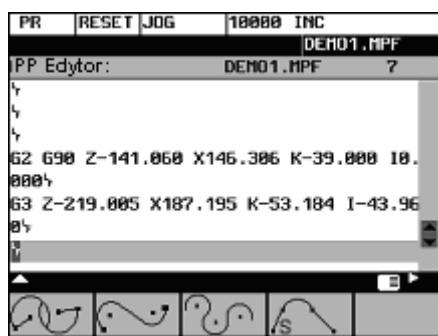 PR RESET JOG 10000 INC
DEMO1.MPF
IPP Edytor: DEMO1.MPF 7
G2 G90 Z-141.060 X146.306 K-39.000 I0.
000
G3 Z-219.005 X187.195 K-53.184 I-43.96
0
S